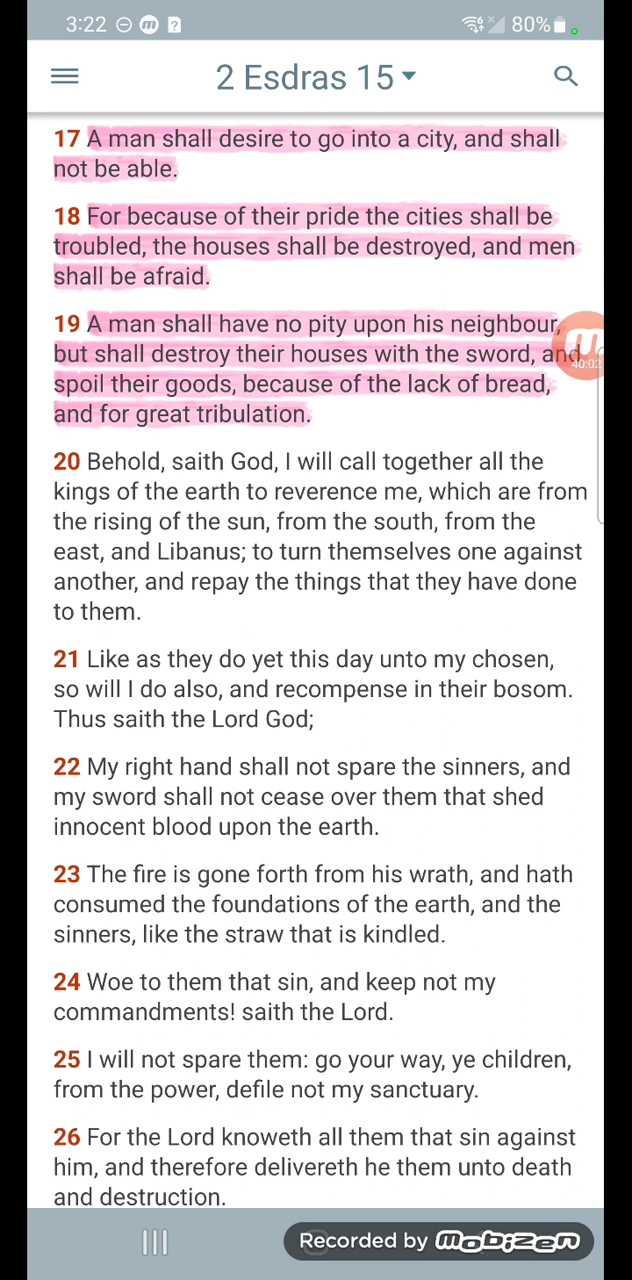 3:22 m ? 6 80%
2 Esdras 15
17 A man shall desire to go into a city, and shall
not be able.
18 For because of their pride the cities shall be
troubled, the houses shall be destroyed, and men
shall be afraid.
19 A man shall have no pity upon his neighbour,
but shall destroy their houses with the sword, and
spoil their goods, because of the lack of bread,
and for great tribulation.
m
40:02
20 Behold, saith God, I will call together all the
kings of the earth to reverence me, which are from
the rising of the sun, from the south, from the
east, and Libanus; to turn themselves one against
another, and repay the things that they have done
to them.
21 Like as they do yet this day unto my chosen,
so will I do also, and recompense in their bosom.
Thus saith the Lord God;
22 My right hand shall not spare the sinners, and
my sword shall not cease over them that shed
innocent blood upon the earth.
23 The fire is gone forth from his wrath, and hath
consumed the foundations of the earth, and the
sinners, like the straw that is kindled.
24 Woe to them that sin, and keep not my
commandments! saith the Lord.
25 I will not spare them: go your way, ye children,
from the power, defile not my sanctuary.
26 For the Lord knoweth all them that sin against
him, and therefore delivereth he them unto death
and destruction.
Recorded by mobizen